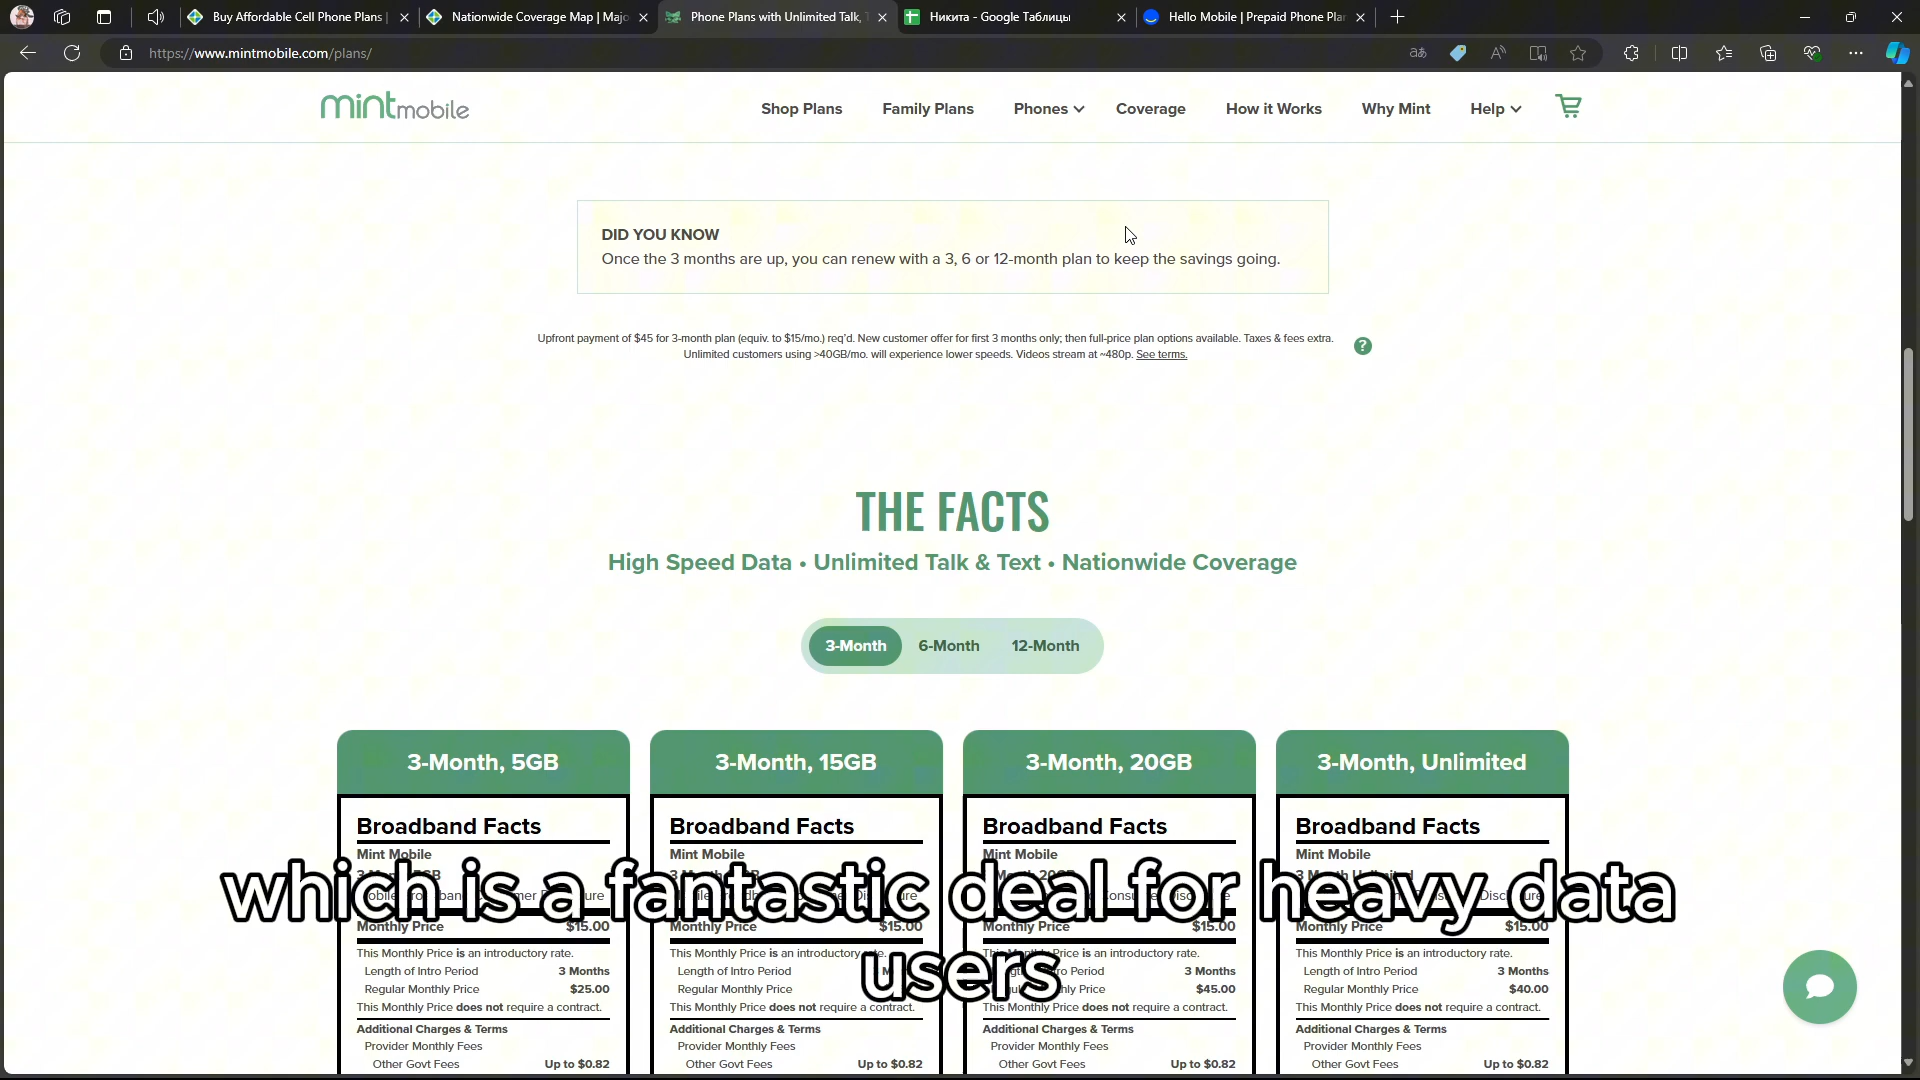 Buy Affordable Cell Phone Plans |
Nationwide Coverage Map | Majo
Phone Plans with Unlimited Talk, T
Никита - Google Таблицы
Hello Mobile | Prepaid Phone Plan
https://www.mintmobile.com/plans/
mintmobile
Shop Plans
Family Plans
Phones
Coverage
How it Works
Why Mint
Help
DID YOU KNOW
Once the 3 months are up, you can renew with a 3, 6 or 12-month plan to keep the savings going.
Upfront payment of $45 for 3-month plan (equiv. to $15/mo.) req'd. New customer offer for first 3 months only; then full-price plan options available. Taxes & fees extra.
Unlimited customers using >40GB/mo. will experience lower speeds. Videos stream at ~480p. See terms.
?
THE FACTS
High Speed Data • Unlimited Talk & Text • Nationwide Coverage
3-Month 6-Month 12-Month
3-Month, 5GB
Broadband Facts
Mint Mobile
Monthly Price $15.00
This Monthly Price is an introductory rate.
Length of Intro Period 3 Months
Regular Monthly Price $25.00
This Monthly Price does not require a contract.
Additional Charges & Terms
Provider Monthly Fees
Other Govt Fees Up to $0.82
3-Month, 15GB
Broadband Facts
Mint Mobile
Monthly Price $15.00
This Monthly Price is an introductory
Length of Intro Period
Regular Monthly Price
This Monthly Price does not require a contract.
Additional Charges & Terms
Provider Monthly Fees
Other Govt Fees Up to $0.82
3-Month, 20GB
Broadband Facts
Mint Mobile
Monthly Price $15.00
Price is an introductory rate.
Period 3 Months
Price $45.00
This Monthly Price does not require a contract.
Additional Charges & Terms
Provider Monthly Fees
Other Govt Fees Up to $0.82
3-Month, Unlimited
Broadband Facts
Mint Mobile
Monthly Price $15.00
This Monthly Price is an introductory rate.
Length of Intro Period 3 Months
Regular Monthly Price $40.00
This Monthly Price does not require a contract.
Additional Charges & Terms
Provider Monthly Fees
Other Govt Fees Up to $0.82
which is a fantastic deal for heavy data
users